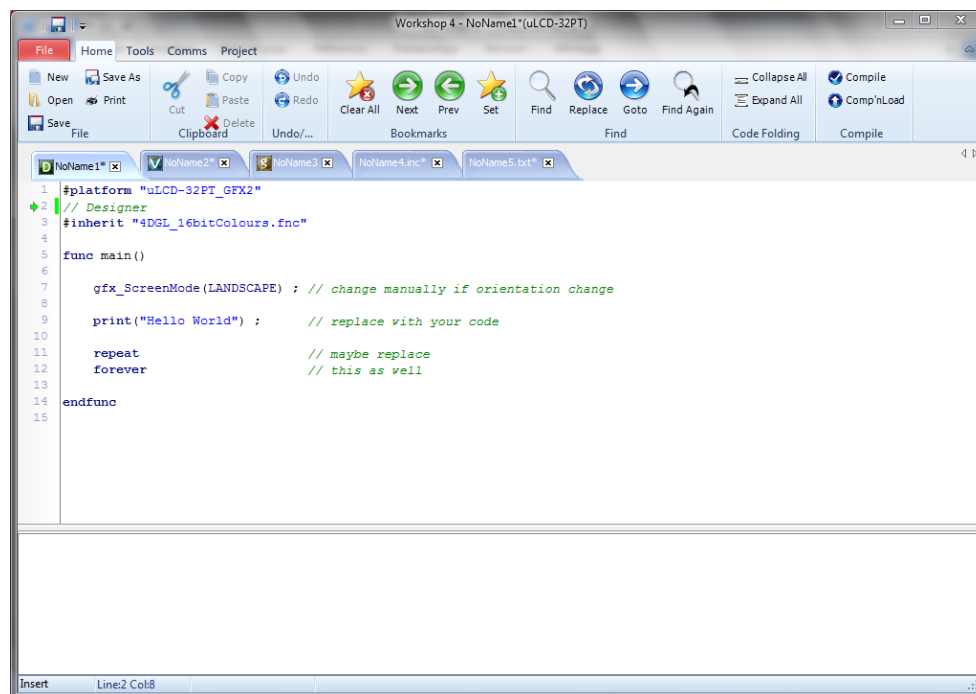 Workshop 4 - NoName1*(uLCD-32PT)
File Home Tools Comms Project
New Save As Cut Copy Undo Clear All Next Prev Set Find Replace Goto Find Again Collapse All Compile
Open Print Paste Redo Expand All Comp'nLoad
Save Delete
File Clipboard Undo/... Bookmarks Find Code Folding Compile
NoName1* NoName2* NoName3 NoName4.inc* NoName5.txt*
1 #platform "uLCD-32PT_GFX2"
2 // Designer
3 #inherit "4DGL_16bitColours.fnc"
4
5 func main()
6
7 gfx_ScreenMode(LANDSCAPE) ; // change manually if orientation change
8
9 print("Hello World") ; // replace with your code
10
11 repeat // maybe replace
12 forever // this as well
13
14 endfunc
15
Insert Line:2 Col:8